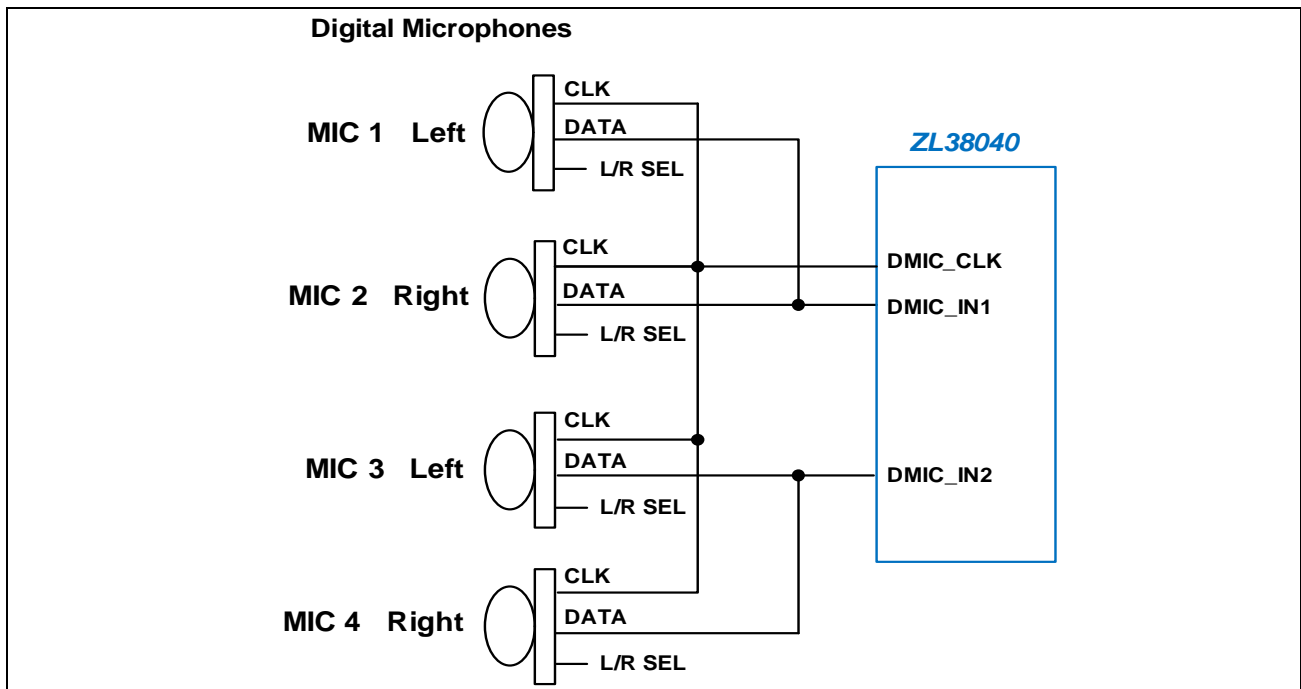 Digital Microphones
CLK
MIC 1 Left
DATA
L/R SEL
ZL38040
CLK
DMIC_CLK
MIC 2 Right
DATA
DMIC_IN1
L/R SEL
CLK
MIC 3 Left
DATA
DMIC_IN2
L/R SEL
CLK
MIC 4 Right
DATA
L/R SEL